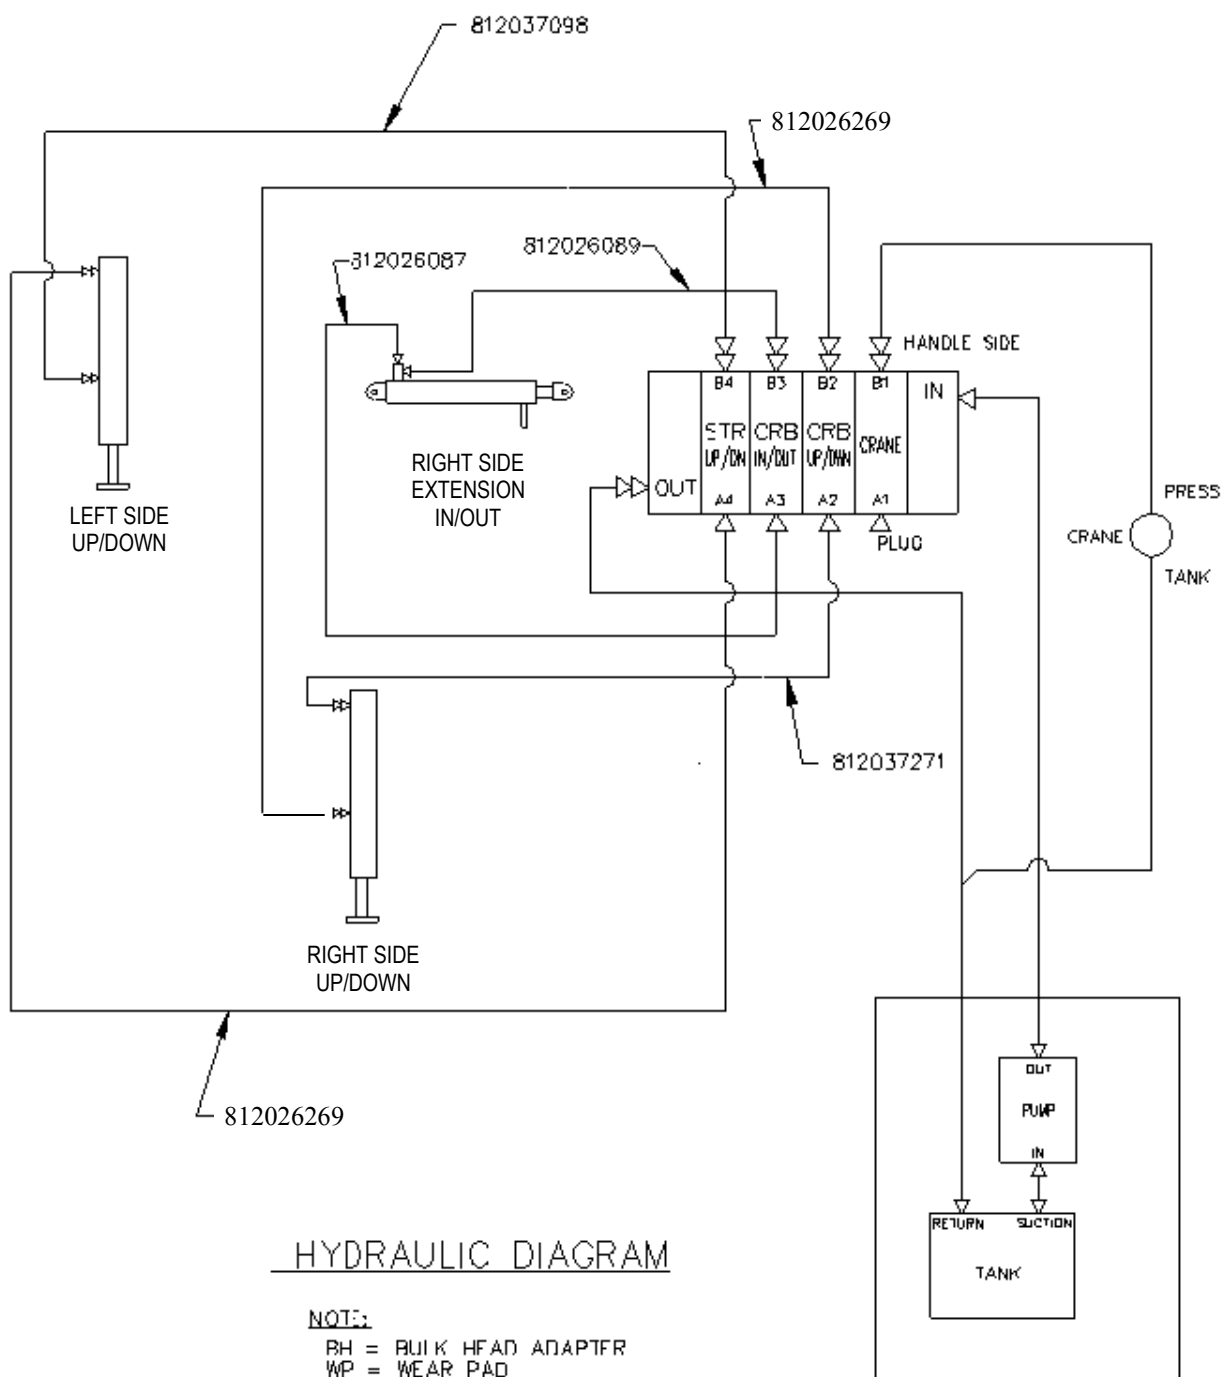 812037098
812026269
812026089
812026087
HANDLE SIDE
B4 B3 B2 B1 IN
STR UP/DN
CRB IN/OUT
CRB UP/DWN
CRANE
OUT
A4 A3 A2 A1
PLUG
RIGHT SIDE
EXTENSION
IN/OUT
LEFT SIDE
UP/DOWN
PRESS
CRANE
TANK
812037271
RIGHT SIDE
UP/DOWN
812026269
OUT
PUMP
IN
RETURN SUCTION
TANK
HYDRAULIC DIAGRAM
NOTE:
BH = BULK HEAD ADAPTER
WP = WEAR PAD